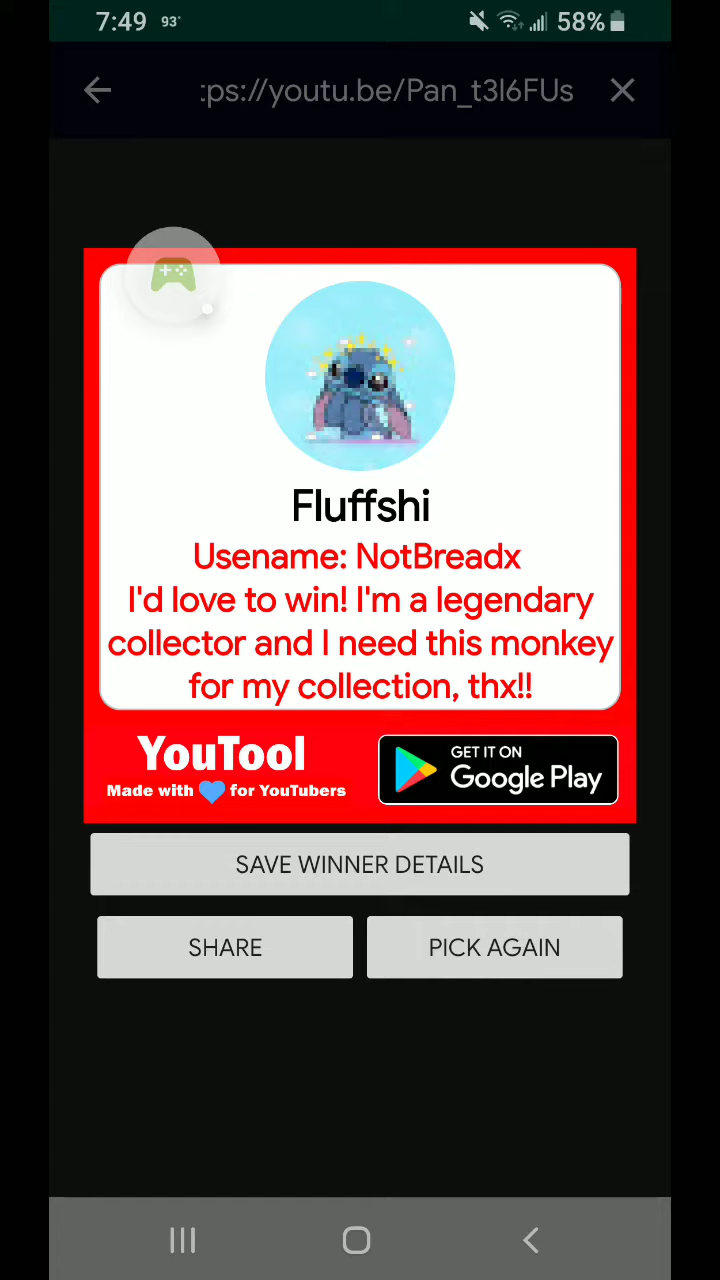 7:49 93° 58%
:ps://youtu.be/Pan_t3l6FUs
Fluffshi
Usename: NotBreadx
I'd love to win! I'm a legendary
collector and I need this monkey
for my collection, thx!!
YouTool
Made with 💙 for YouTubers
GET IT ON
Google Play
SAVE WINNER DETAILS
SHARE
PICK AGAIN